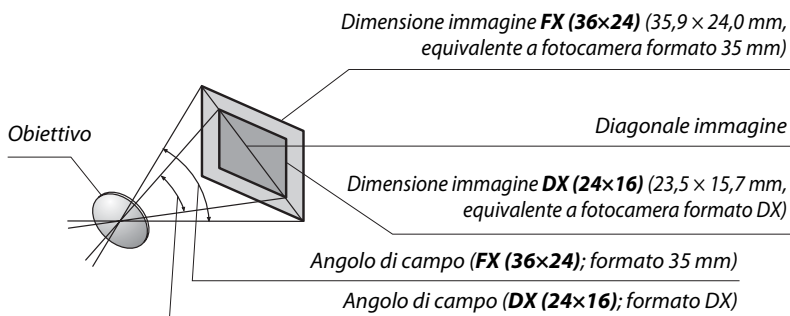 Dimensione immagine FX (36×24) (35,9 × 24,0 mm,
equivalente a fotocamera formato 35 mm)
Obiettivo
Diagonale immagine
Dimensione immagine DX (24×16) (23,5 × 15,7 mm,
equivalente a fotocamera formato DX)
Angolo di campo (FX (36×24); formato 35 mm)
Angolo di campo (DX (24×16); formato DX)